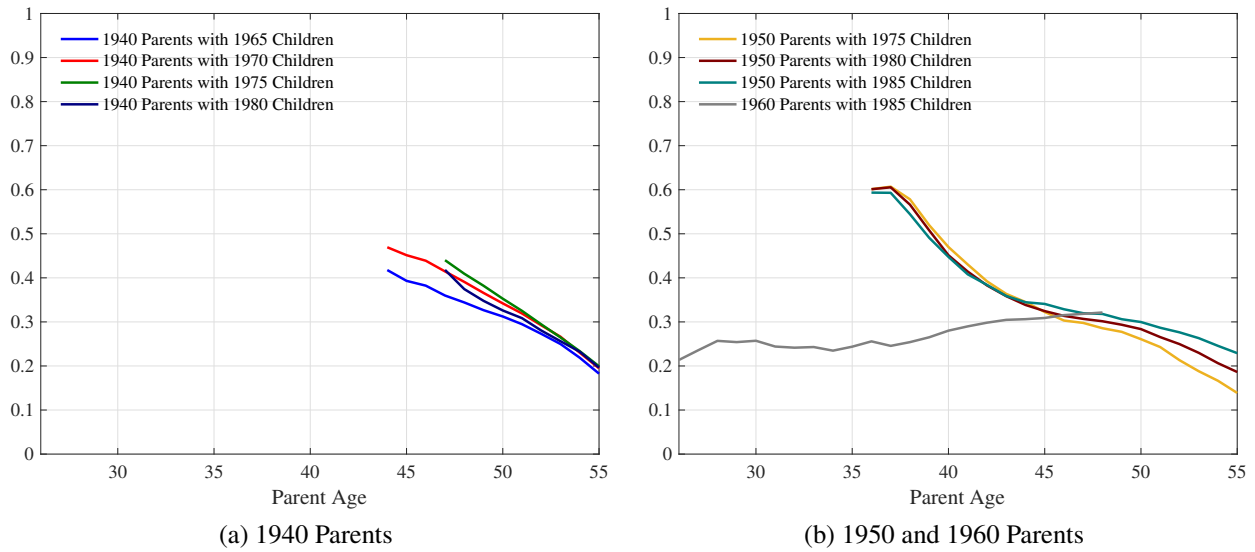 1
0.9
0.8
0.7
0.6
0.5
0.4
0.3
0.2
0.1
0
1940 Parents with 1965 Children
1940 Parents with 1970 Children
1940 Parents with 1975 Children
1940 Parents with 1980 Children
30 35 40 45 50 55
Parent Age
(a) 1940 Parents
1
0.9
0.8
0.7
0.6
0.5
0.4
0.3
0.2
0.1
0
1950 Parents with 1975 Children
1950 Parents with 1980 Children
1950 Parents with 1985 Children
1960 Parents with 1985 Children
30 35 40 45 50 55
Parent Age
(b) 1950 and 1960 Parents